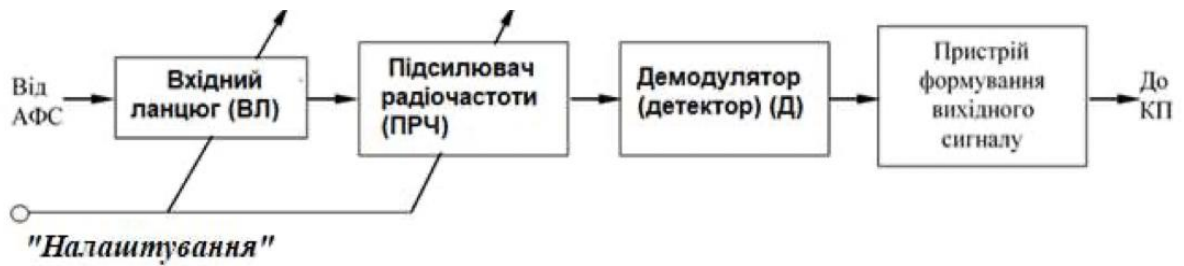 Від
АФС
Вхідний
ланцюг (ВЛ)
Підсилювач
радіочастоти
(ПРЧ)
Демодулятор
(детектор) (Д)
Пристрій
формування
вихідного
сигналу
До
КП
"Налаштування"